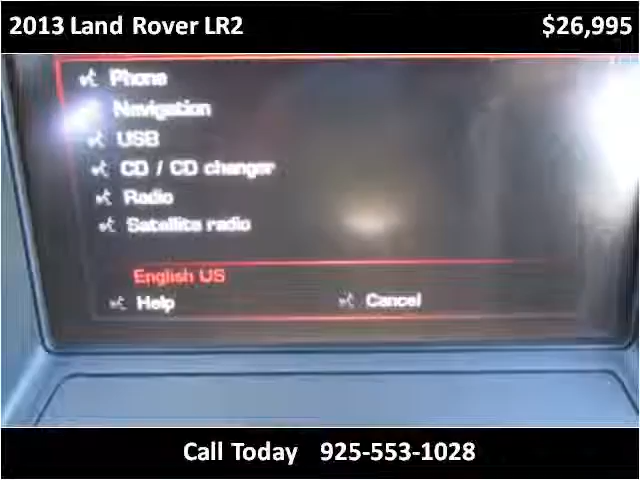 2013 Land Rover LR2 $26,995
Phone
Navigation
USB
CD / CD changer
Radio
Satellite radio
English US
Help Cancel
Call Today 925-553-1028